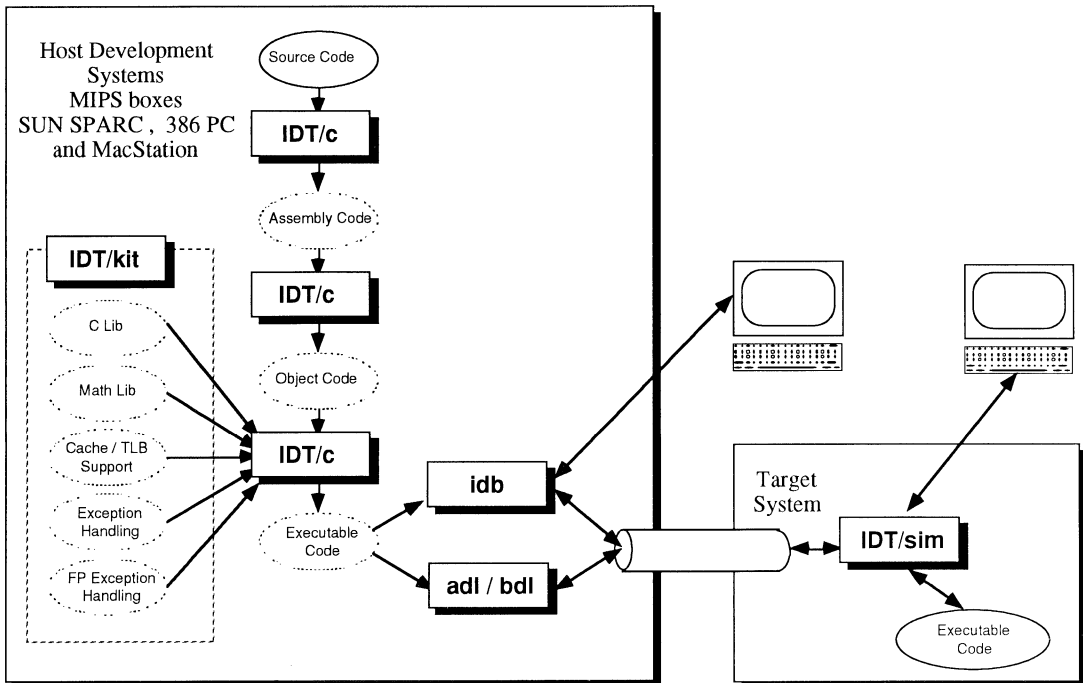 Host Development
Systems
MIPS boxes
SUN SPARC , 386 PC
and MacStation
Source Code
IDT/c
Assembly Code
IDT/c
Object Code
IDT/c
Executable
Code
IDT/kit
C Lib
Math Lib
Cache / TLB
Support
Exception
Handling
FP Exception
Handling
idb
adl / bdl
Target
System
IDT/sim
Executable
Code